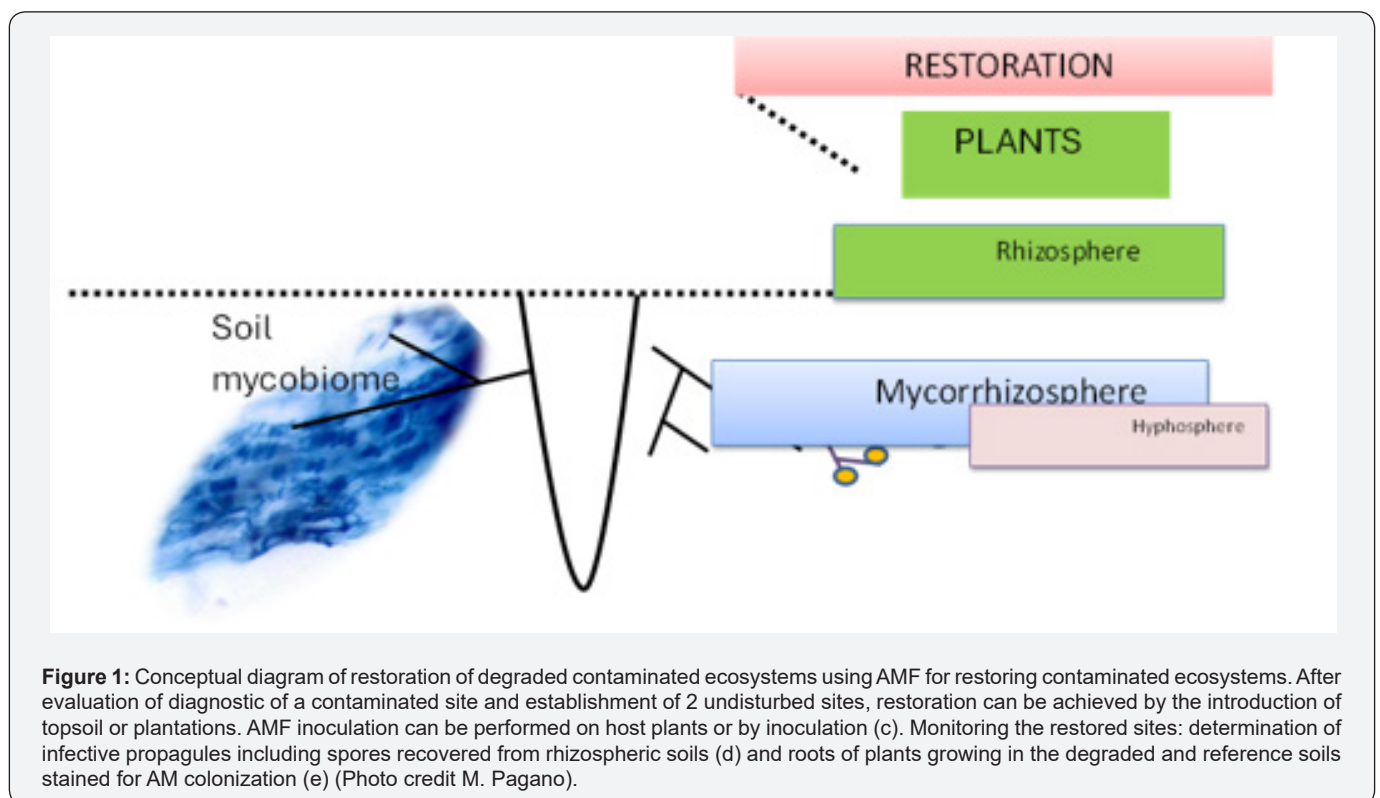 RESTORATION
PLANTS
Rhizosphere
Soil
mycobiome
Mycorrhizosphere
Hyphosphere
Figure 1: Conceptual diagram of restoration of degraded contaminated ecosystems using AMF for restoring contaminated ecosystems. After
evaluation of diagnostic of a contaminated site and establishment of 2 undisturbed sites, restoration can be achieved by the introduction of
topsoil or plantations. AMF inoculation can be performed on host plants or by inoculation (c). Monitoring the restored sites: determination of
infective propagules including spores recovered from rhizospheric soils (d) and roots of plants growing in the degraded and reference soils
stained for AM colonization (e) (Photo credit M. Pagano).